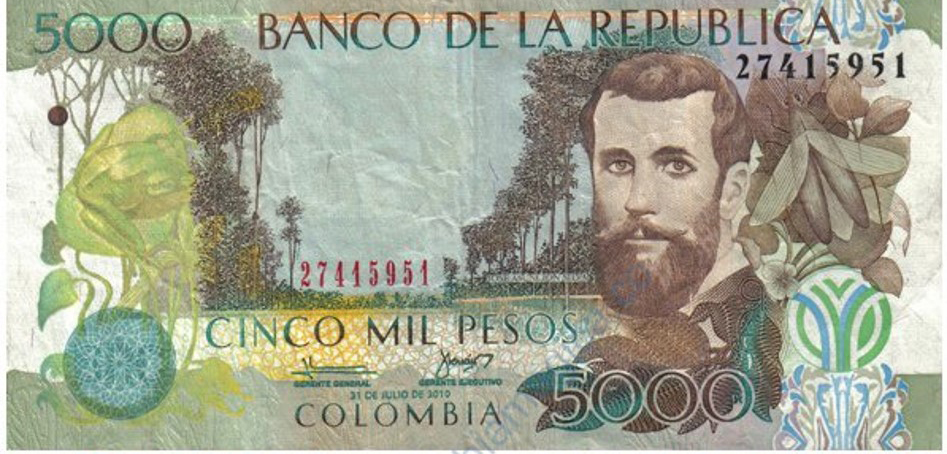 5000 BANCO DE LA REPUBLICA
27415951
27415951
CINCO MIL PESOS
GERENTE GENERAL GERENTE EJECUTIVO
31 DE JULIO DE 2010
COLOMBIA
5000